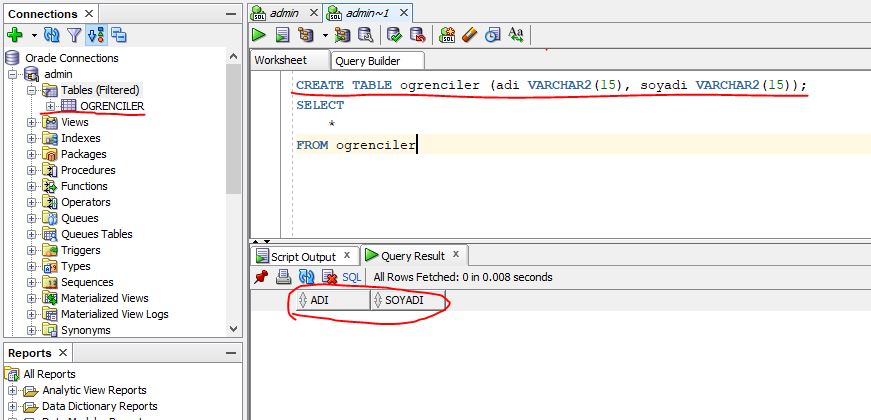 Connections
Oracle Connections
admin
Tables (Filtered)
OGRENCILER
Views
Indexes
Packages
Procedures
Functions
Operators
Queues
Queues Tables
Triggers
Types
Sequences
Materialized Views
Materialized View Logs
Synonyms
Reports
All Reports
Analytic View Reports
Data Dictionary Reports
admin
admin~1
SQL
Aa
Worksheet
Query Builder
CREATE TABLE ogrenciler (adi VARCHAR2(15), soyadi VARCHAR2(15));
SELECT
*
FROM ogrenciler
Script Output
Query Result
SQL
All Rows Fetched: 0 in 0.008 seconds
ADI
SOYADI